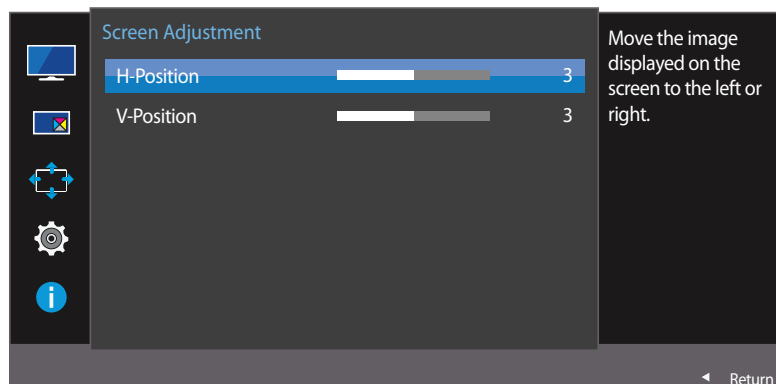 Screen Adjustment
H-Position 3
V-Position 3
Move the image
displayed on the
screen to the left or
right.
Return